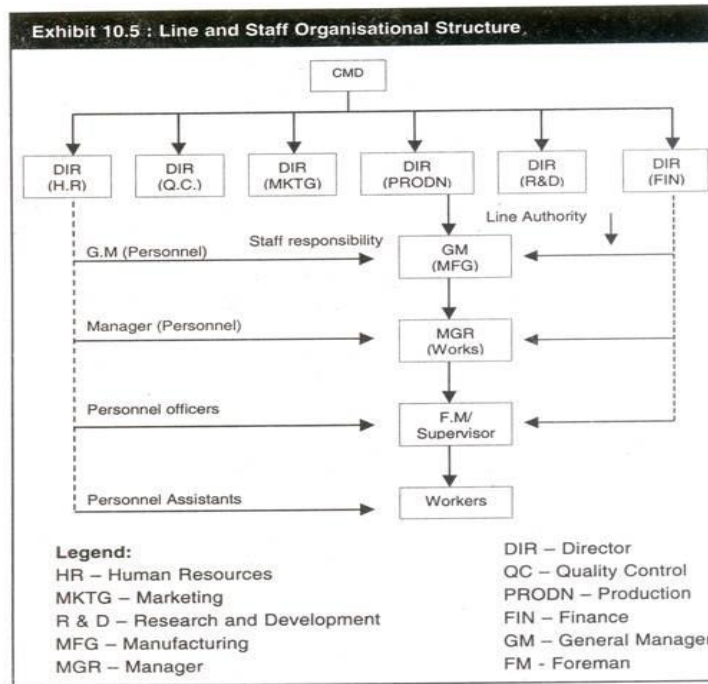 Exhibit 10.5 : Line and Staff Organisational Structure
CMD
DIR
(H.R)
DIR
(Q.C.)
DIR
(MKTG)
DIR
(PRODN)
DIR
(R&D)
DIR
(FIN)
Line Authority
Staff responsibility
G.M (Personnel)
GM
(MFG)
Manager (Personnel)
MGR
(Works)
Personnel officers
F.M/
Supervisor
Personnel Assistants
Workers
Legend:
HR – Human Resources
MKTG – Marketing
R & D – Research and Development
MFG – Manufacturing
MGR – Manager
DIR – Director
QC – Quality Control
PRODN – Production
FIN – Finance
GM – General Manager
FM - Foreman